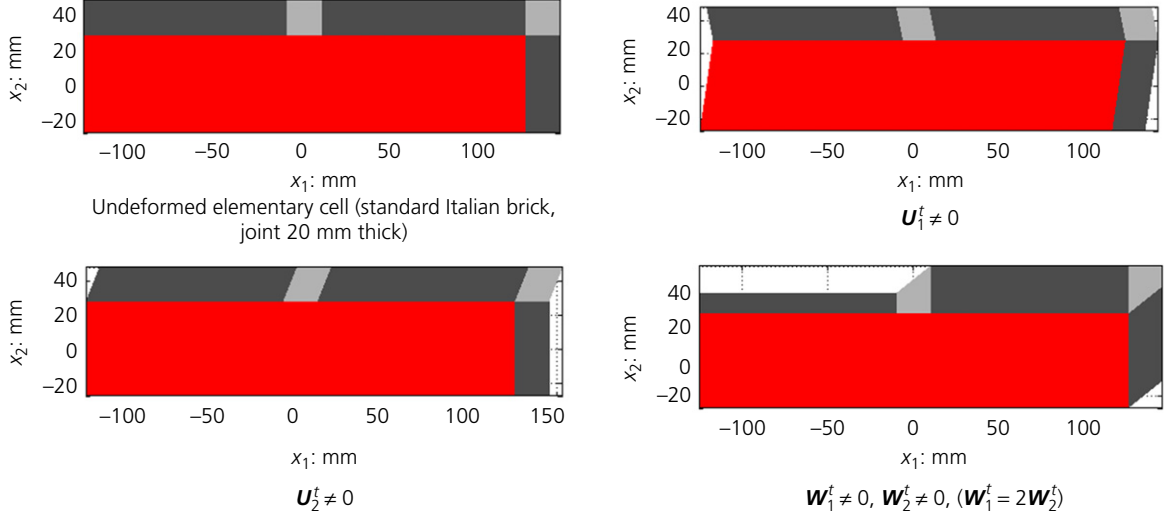 40
20
0
–20
x2: mm
–100 –50 0 50 100
x1: mm
Undeformed elementary cell (standard Italian brick,
joint 20 mm thick)
40
20
0
–20
x2: mm
–100 –50 0 50 100
x1: mm
U1t ≠ 0
40
20
0
–20
x2: mm
–100 –50 0 50 100 150
x1: mm
U2t ≠ 0
40
20
0
–20
x2: mm
–100 –50 0 50 100
x1: mm
W1t ≠ 0, W2t ≠ 0, (W1t = 2W2t)